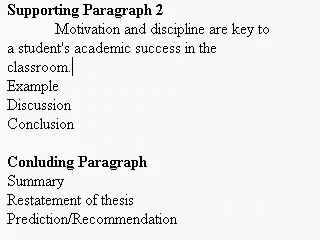 Supporting Paragraph 2
Motivation and discipline are key to
a student's academic success in the
classroom.
Example
Discussion
Conclusion
Conluding Paragraph
Summary
Restatement of thesis
Prediction/Recommendation